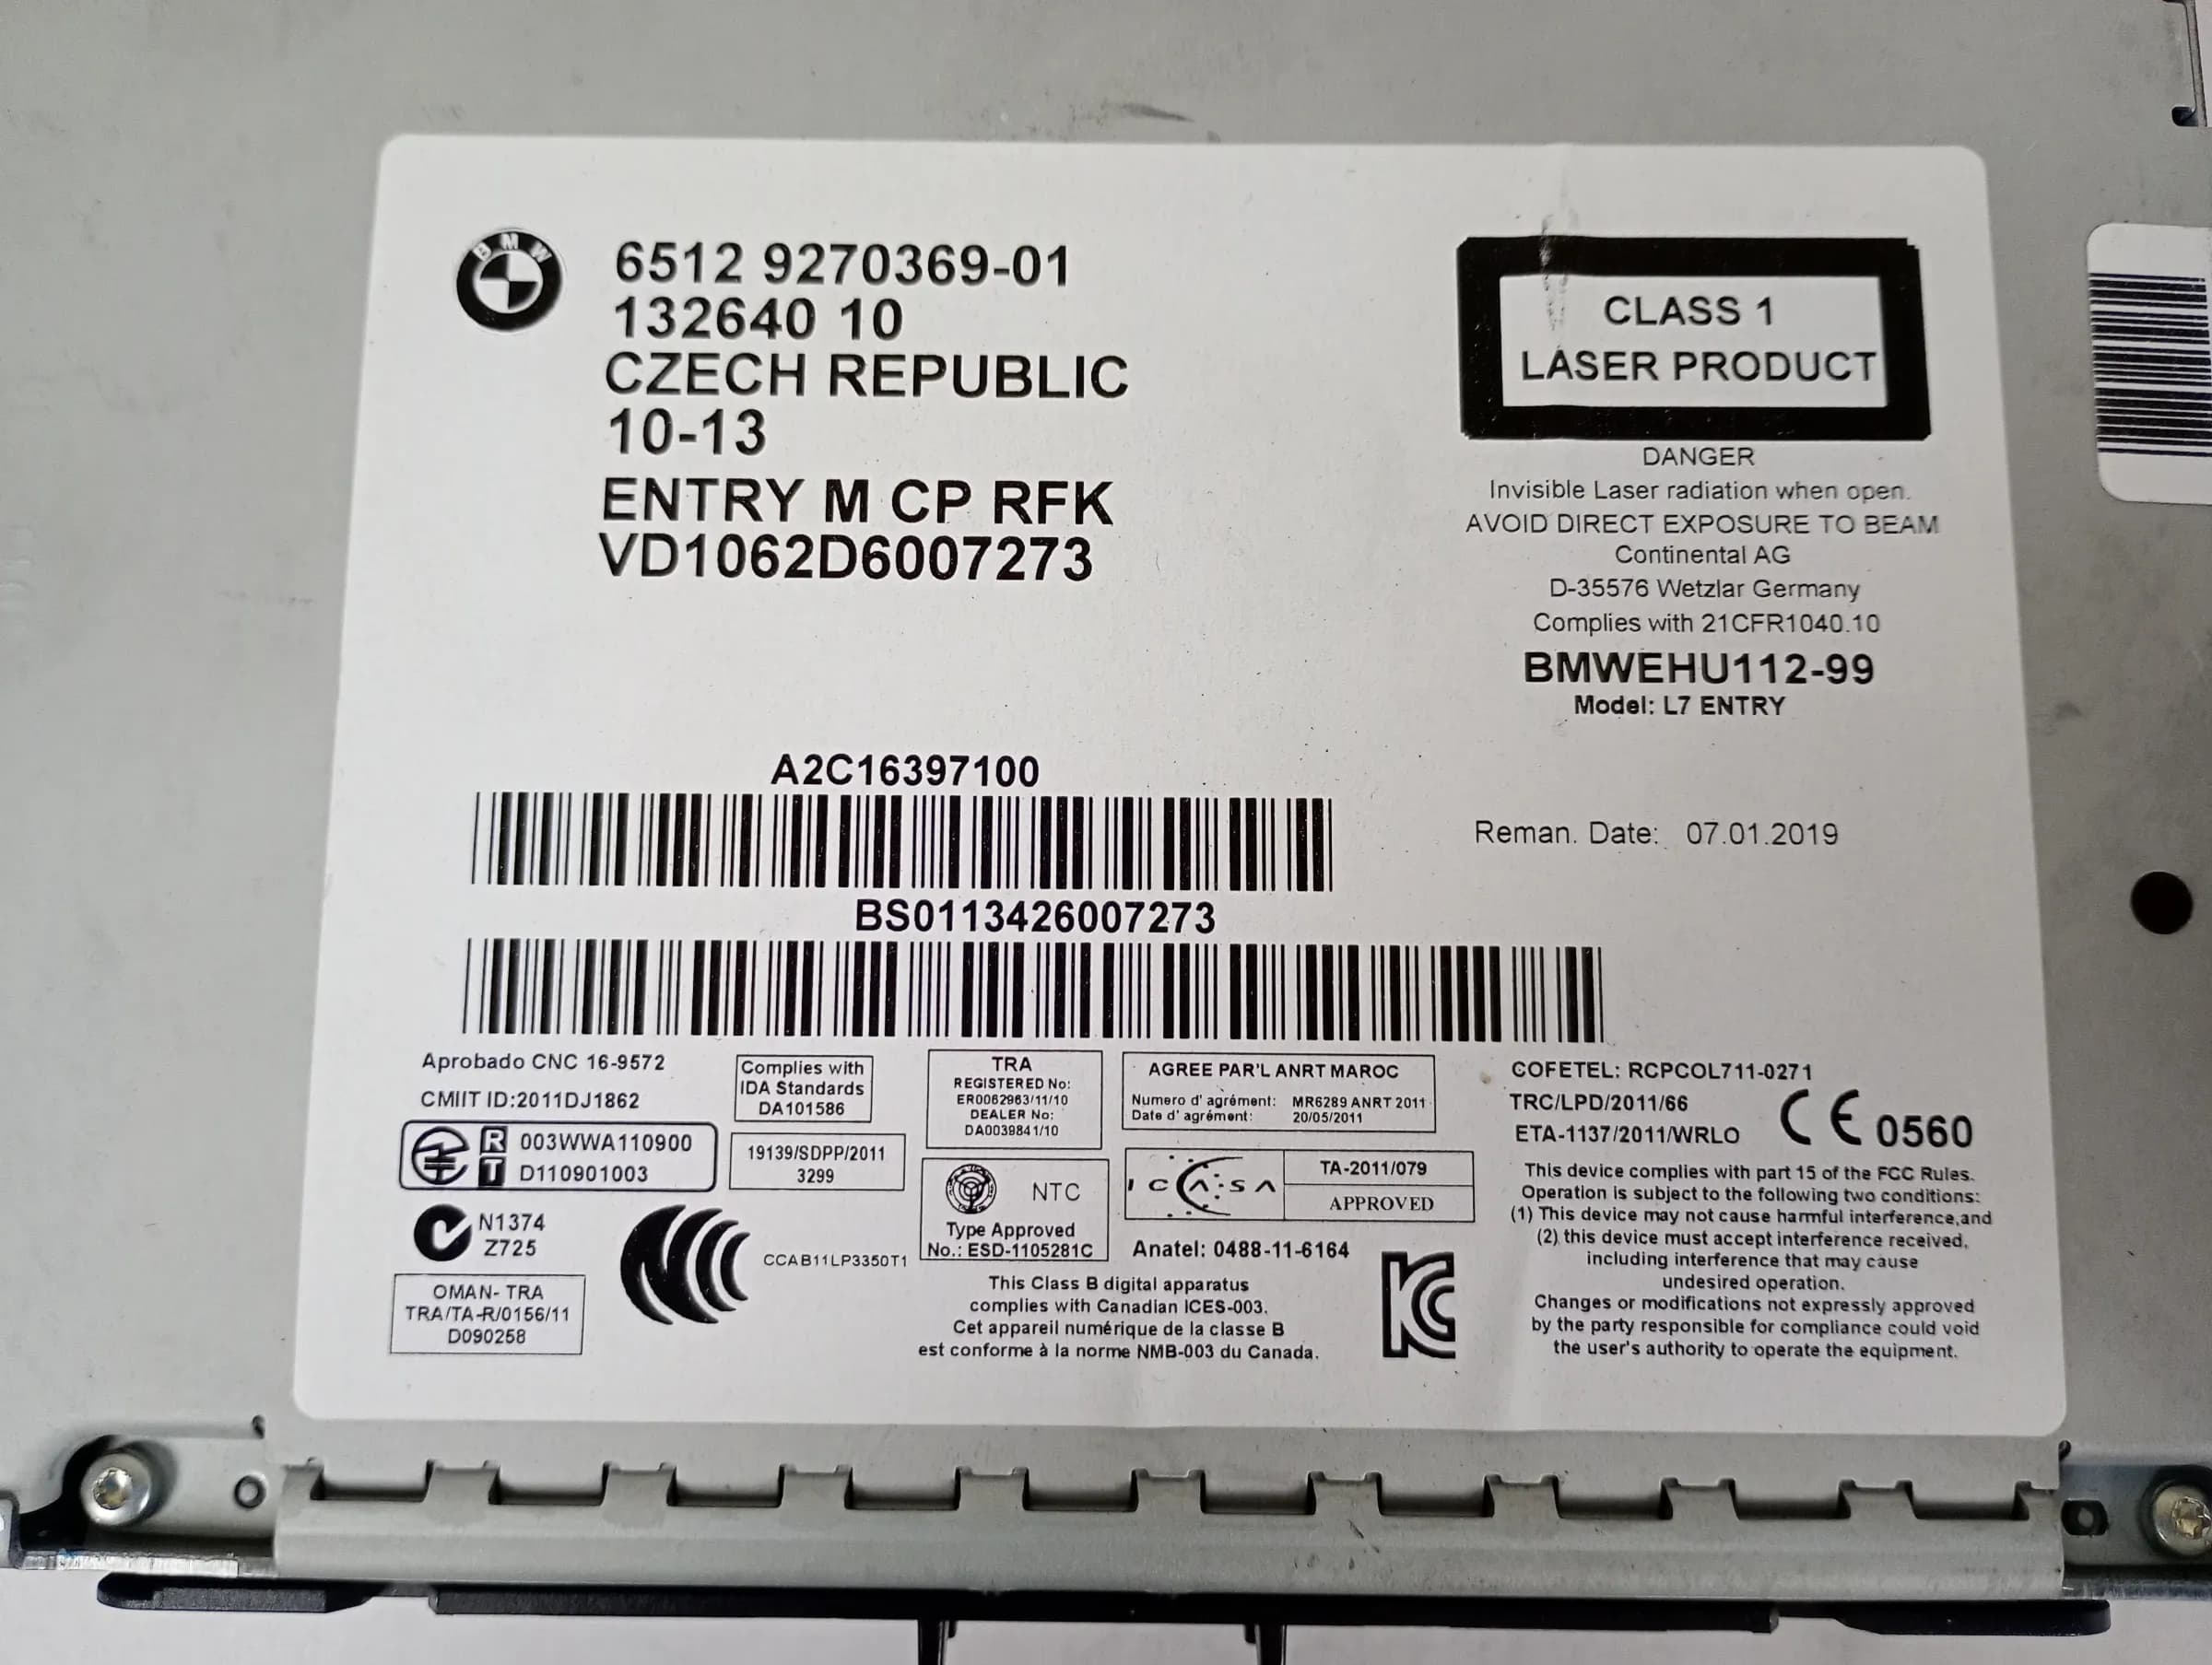 BMW
6512 9270369-01
132640 10
CZECH REPUBLIC
10-13
ENTRY M CP RFK
VD1062D6007273
CLASS 1
LASER PRODUCT
DANGER
Invisible Laser radiation when open.
AVOID DIRECT EXPOSURE TO BEAM
Continental AG
D-35576 Wetzlar Germany
Complies with 21CFR1040.10
BMWEHU112-99
Model: L7 ENTRY
A2C16397100
Reman. Date: 07.01.2019
BS0113426007273
Aprobado CNC 16-9572
CMIIT ID:2011DJ1862
R 003WWA110900
T D110901003
N1374
Z725
OMAN- TRA
TRA/TA-R/0156/11
D090258
Complies with
IDA Standards
DA101586
19139/SDPP/2011
3299
CCAB11LP3350T1
TRA
REGISTERED No:
ER0062963/11/10
DEALER No:
DA0039841/10
NTC
Type Approved
No.: ESD-1105281C
AGREE PAR'L ANRT MAROC
Numero d' agrément: MR6289 ANRT 2011
Date d' agrément: 20/05/2011
ICASA
TA-2011/079
APPROVED
Anatel: 0488-11-6164
This Class B digital apparatus
complies with Canadian ICES-003.
Cet appareil numérique de la classe B
est conforme à la norme NMB-003 du Canada.
COFETEL: RCPCOL711-0271
TRC/LPD/2011/66
ETA-1137/2011/WRLO
CE 0560
This device complies with part 15 of the FCC Rules.
Operation is subject to the following two conditions:
(1) This device may not cause harmful interference,and
(2) this device must accept interference received,
including interference that may cause
undesired operation.
Changes or modifications not expressly approved
by the party responsible for compliance could void
the user's authority to operate the equipment.